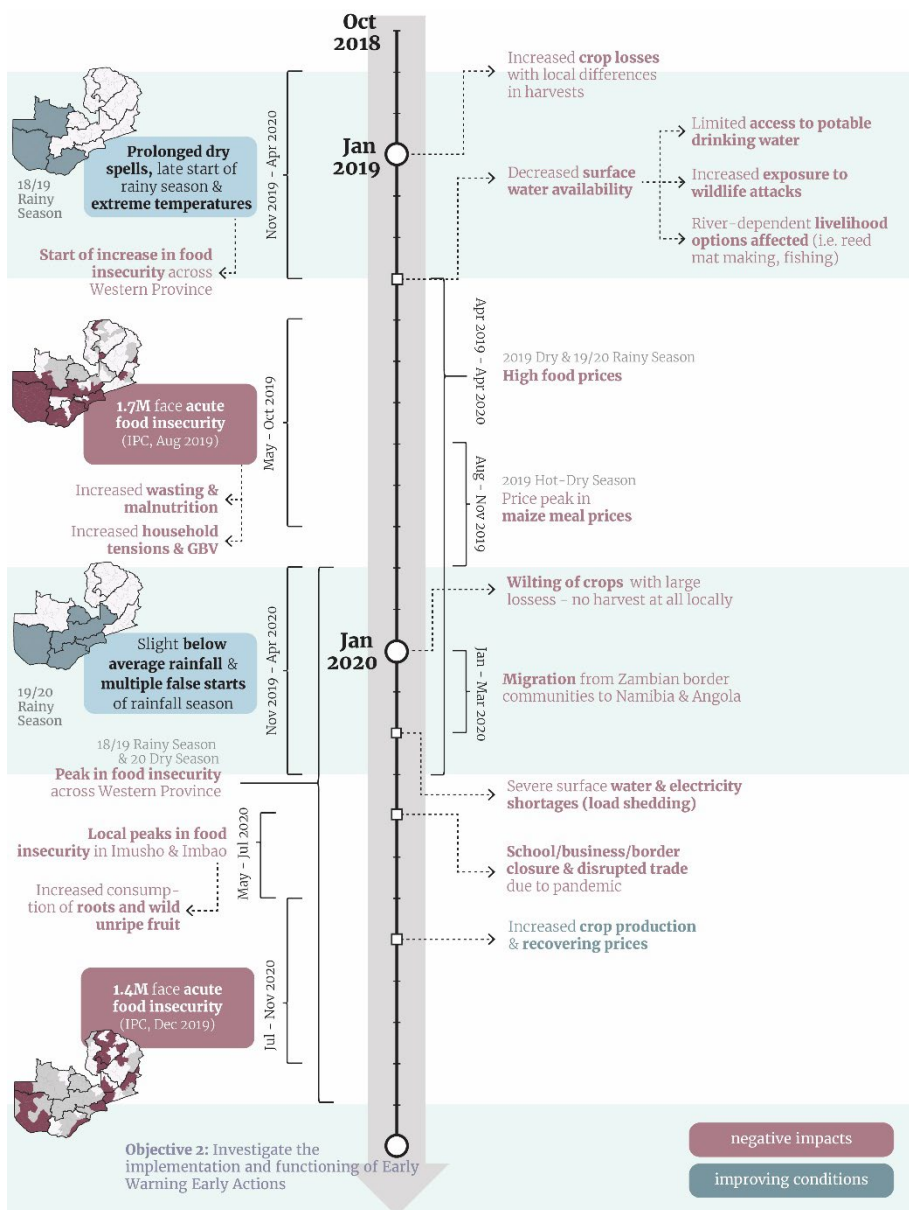 Oct
2018
Increased crop losses
with local differences
in harvests
Jan
2019
Nov 2019 – Apr 2020
Prolonged dry
spells, late start of
rainy season &
extreme temperatures
18/19
Rainy
Season
Start of increase in food
insecurity across
Western Province
Decreased surface
water availability
Limited access to potable
drinking water
Increased exposure to
wildlife attacks
River-dependent livelihood
options affected (i.e. reed
mat making, fishing)
Apr 2019 – Apr 2020
2019 Dry & 19/20 Rainy Season
High food prices
May – Oct 2019
1.7M face acute
food insecurity
(IPC, Aug 2019)
Increased wasting &
malnutrition
Increased household
tensions & GBV
Aug – Nov 2019
2019 Hot-Dry Season
Price peak in
maize meal prices
Wilting of crops with large
lossess – no harvest at all locally
Jan
2020
Nov 2019 – Apr 2020
Slight below
average rainfall &
multiple false starts
of rainfall season
19/20
Rainy
Season
Jan – Mar 2020
Migration from Zambian border
communities to Namibia & Angola
18/19 Rainy Season
& 20 Dry Season
Peak in food insecurity
across Western Province
Severe surface water & electricity
shortages (load shedding)
May – Jul 2020
Local peaks in food
insecurity in Imusho & Imbao
Increased consump-
tion of roots and wild
unripe fruit
School/business/border
closure & disrupted trade
due to pandemic
Increased crop production
& recovering prices
Jul – Nov 2020
1.4M face acute
food insecurity
(IPC, Dec 2019)
Objective 2: Investigate the
implementation and functioning of Early
Warning Early Actions
negative impacts
improving conditions